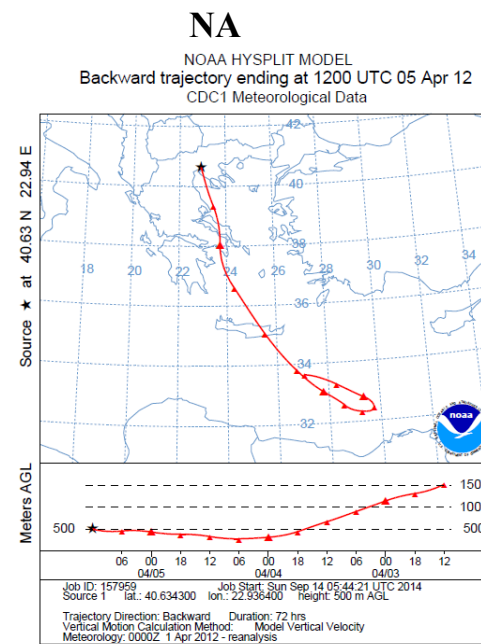 NA
NOAA HYSPLIT MODEL
Backward trajectory ending at 1200 UTC 05 Apr 12
CDC1 Meteorological Data
Source ★ at 40.63 N 22.94 E
42
40
38
36
34
32
18 20 22 24 26 28 30 32 34
noaa
Meters AGL
500
150
100
500
06 00 18 12 06 00 18 12 06 00 18 12
04/05 04/04 04/03
Job ID: 157959 Job Start: Sun Sep 14 05:44:21 UTC 2014
Source 1 lat.: 40.634300 lon.: 22.936400 height: 500 m AGL
Trajectory Direction: Backward Duration: 72 hrs
Vertical Motion Calculation Method: Model Vertical Velocity
Meteorology: 0000Z 1 Apr 2012 - reanalysis